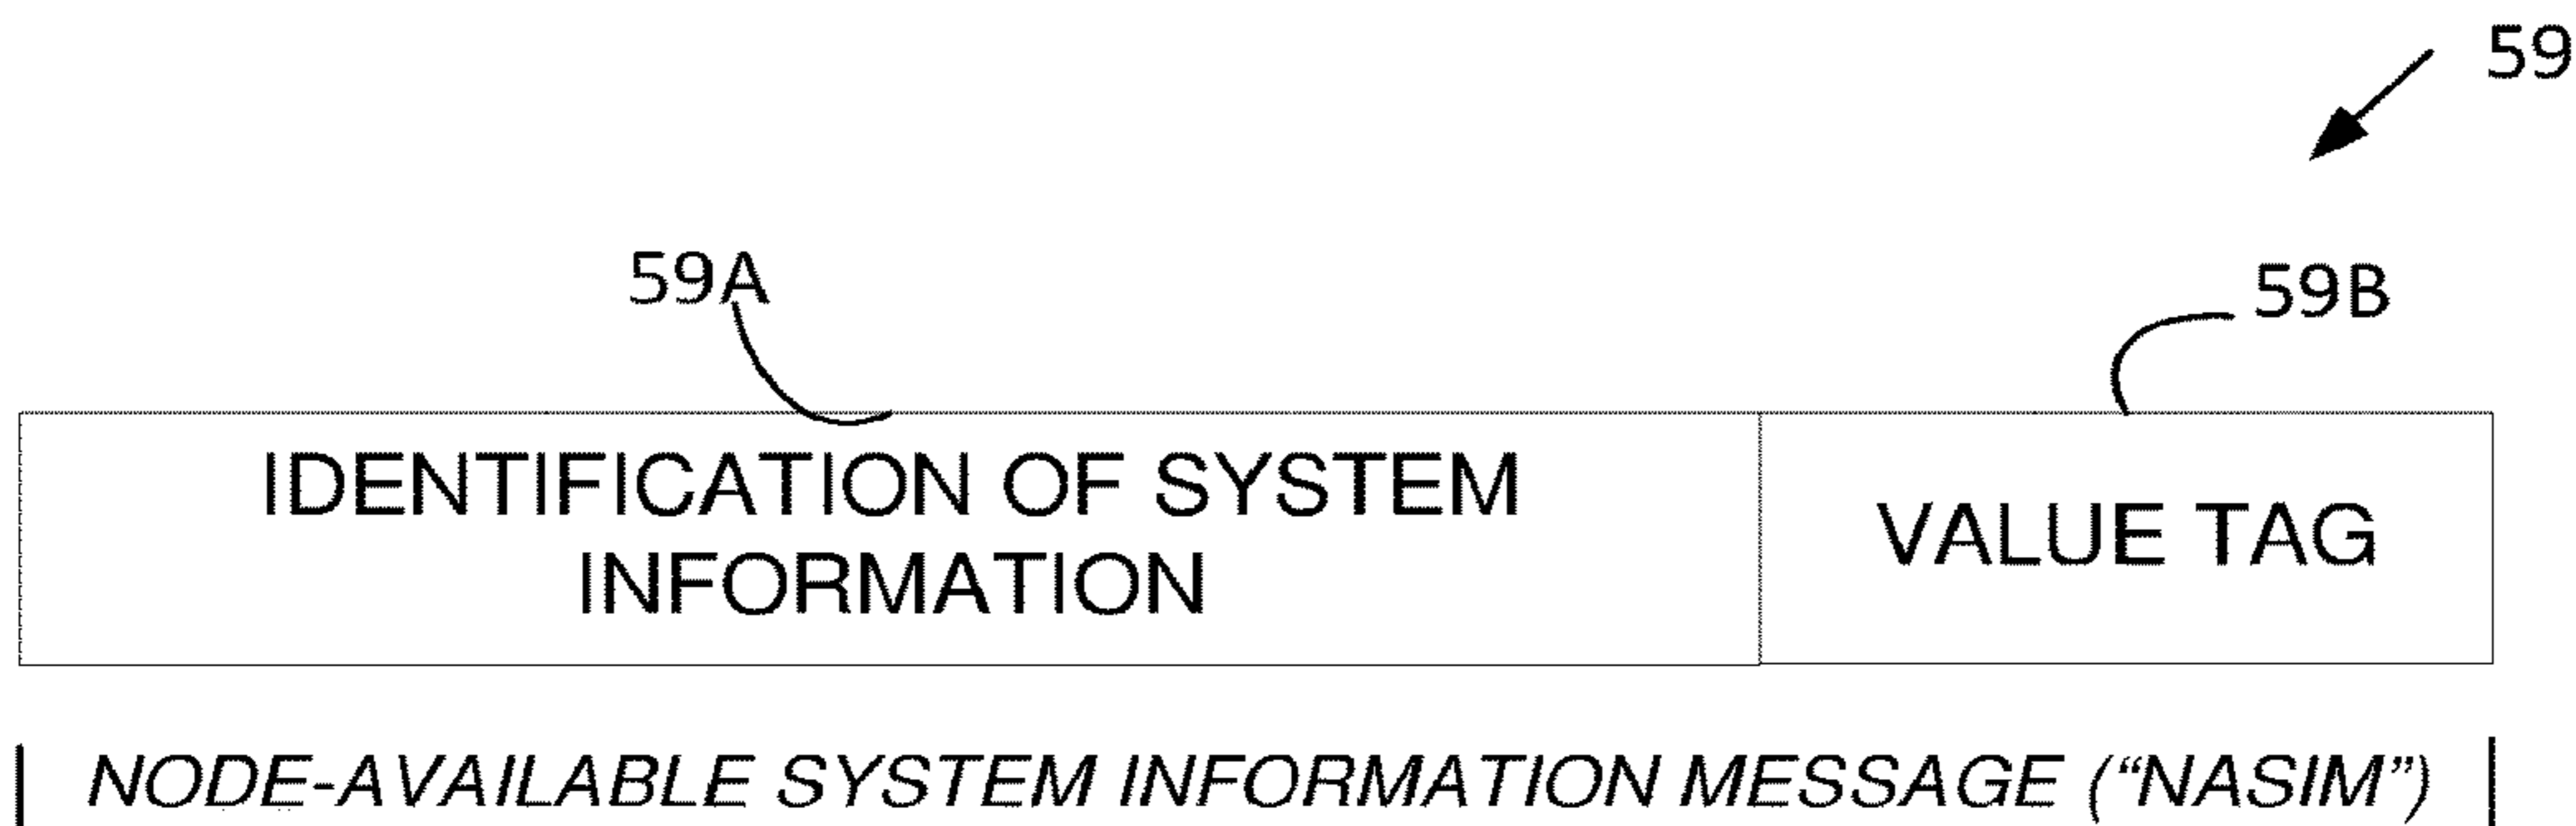 59
59A
59B
IDENTIFICATION OF SYSTEM
INFORMATION
VALUE TAG
NODE-AVAILABLE SYSTEM INFORMATION MESSAGE (“NASIM”)